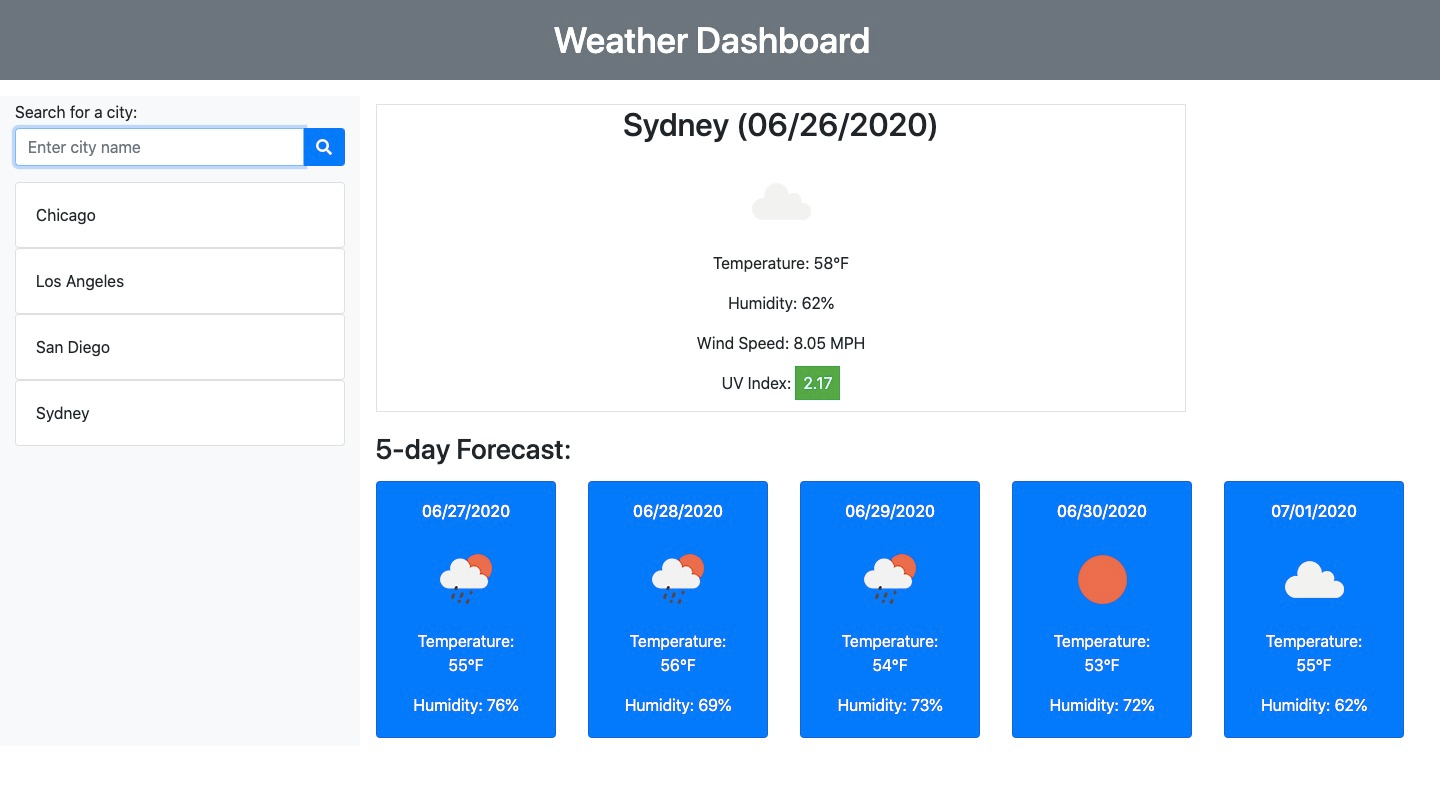 Weather Dashboard
Search for a city:
Enter city name
Chicago
Los Angeles
San Diego
Sydney
Sydney (06/26/2020)
Temperature: 58°F
Humidity: 62%
Wind Speed: 8.05 MPH
UV Index: 2.17
5-day Forecast:
06/27/2020
Temperature:
55°F
Humidity: 76%
06/28/2020
Temperature:
56°F
Humidity: 69%
06/29/2020
Temperature:
54°F
Humidity: 73%
06/30/2020
Temperature:
53°F
Humidity: 72%
07/01/2020
Temperature:
55°F
Humidity: 62%